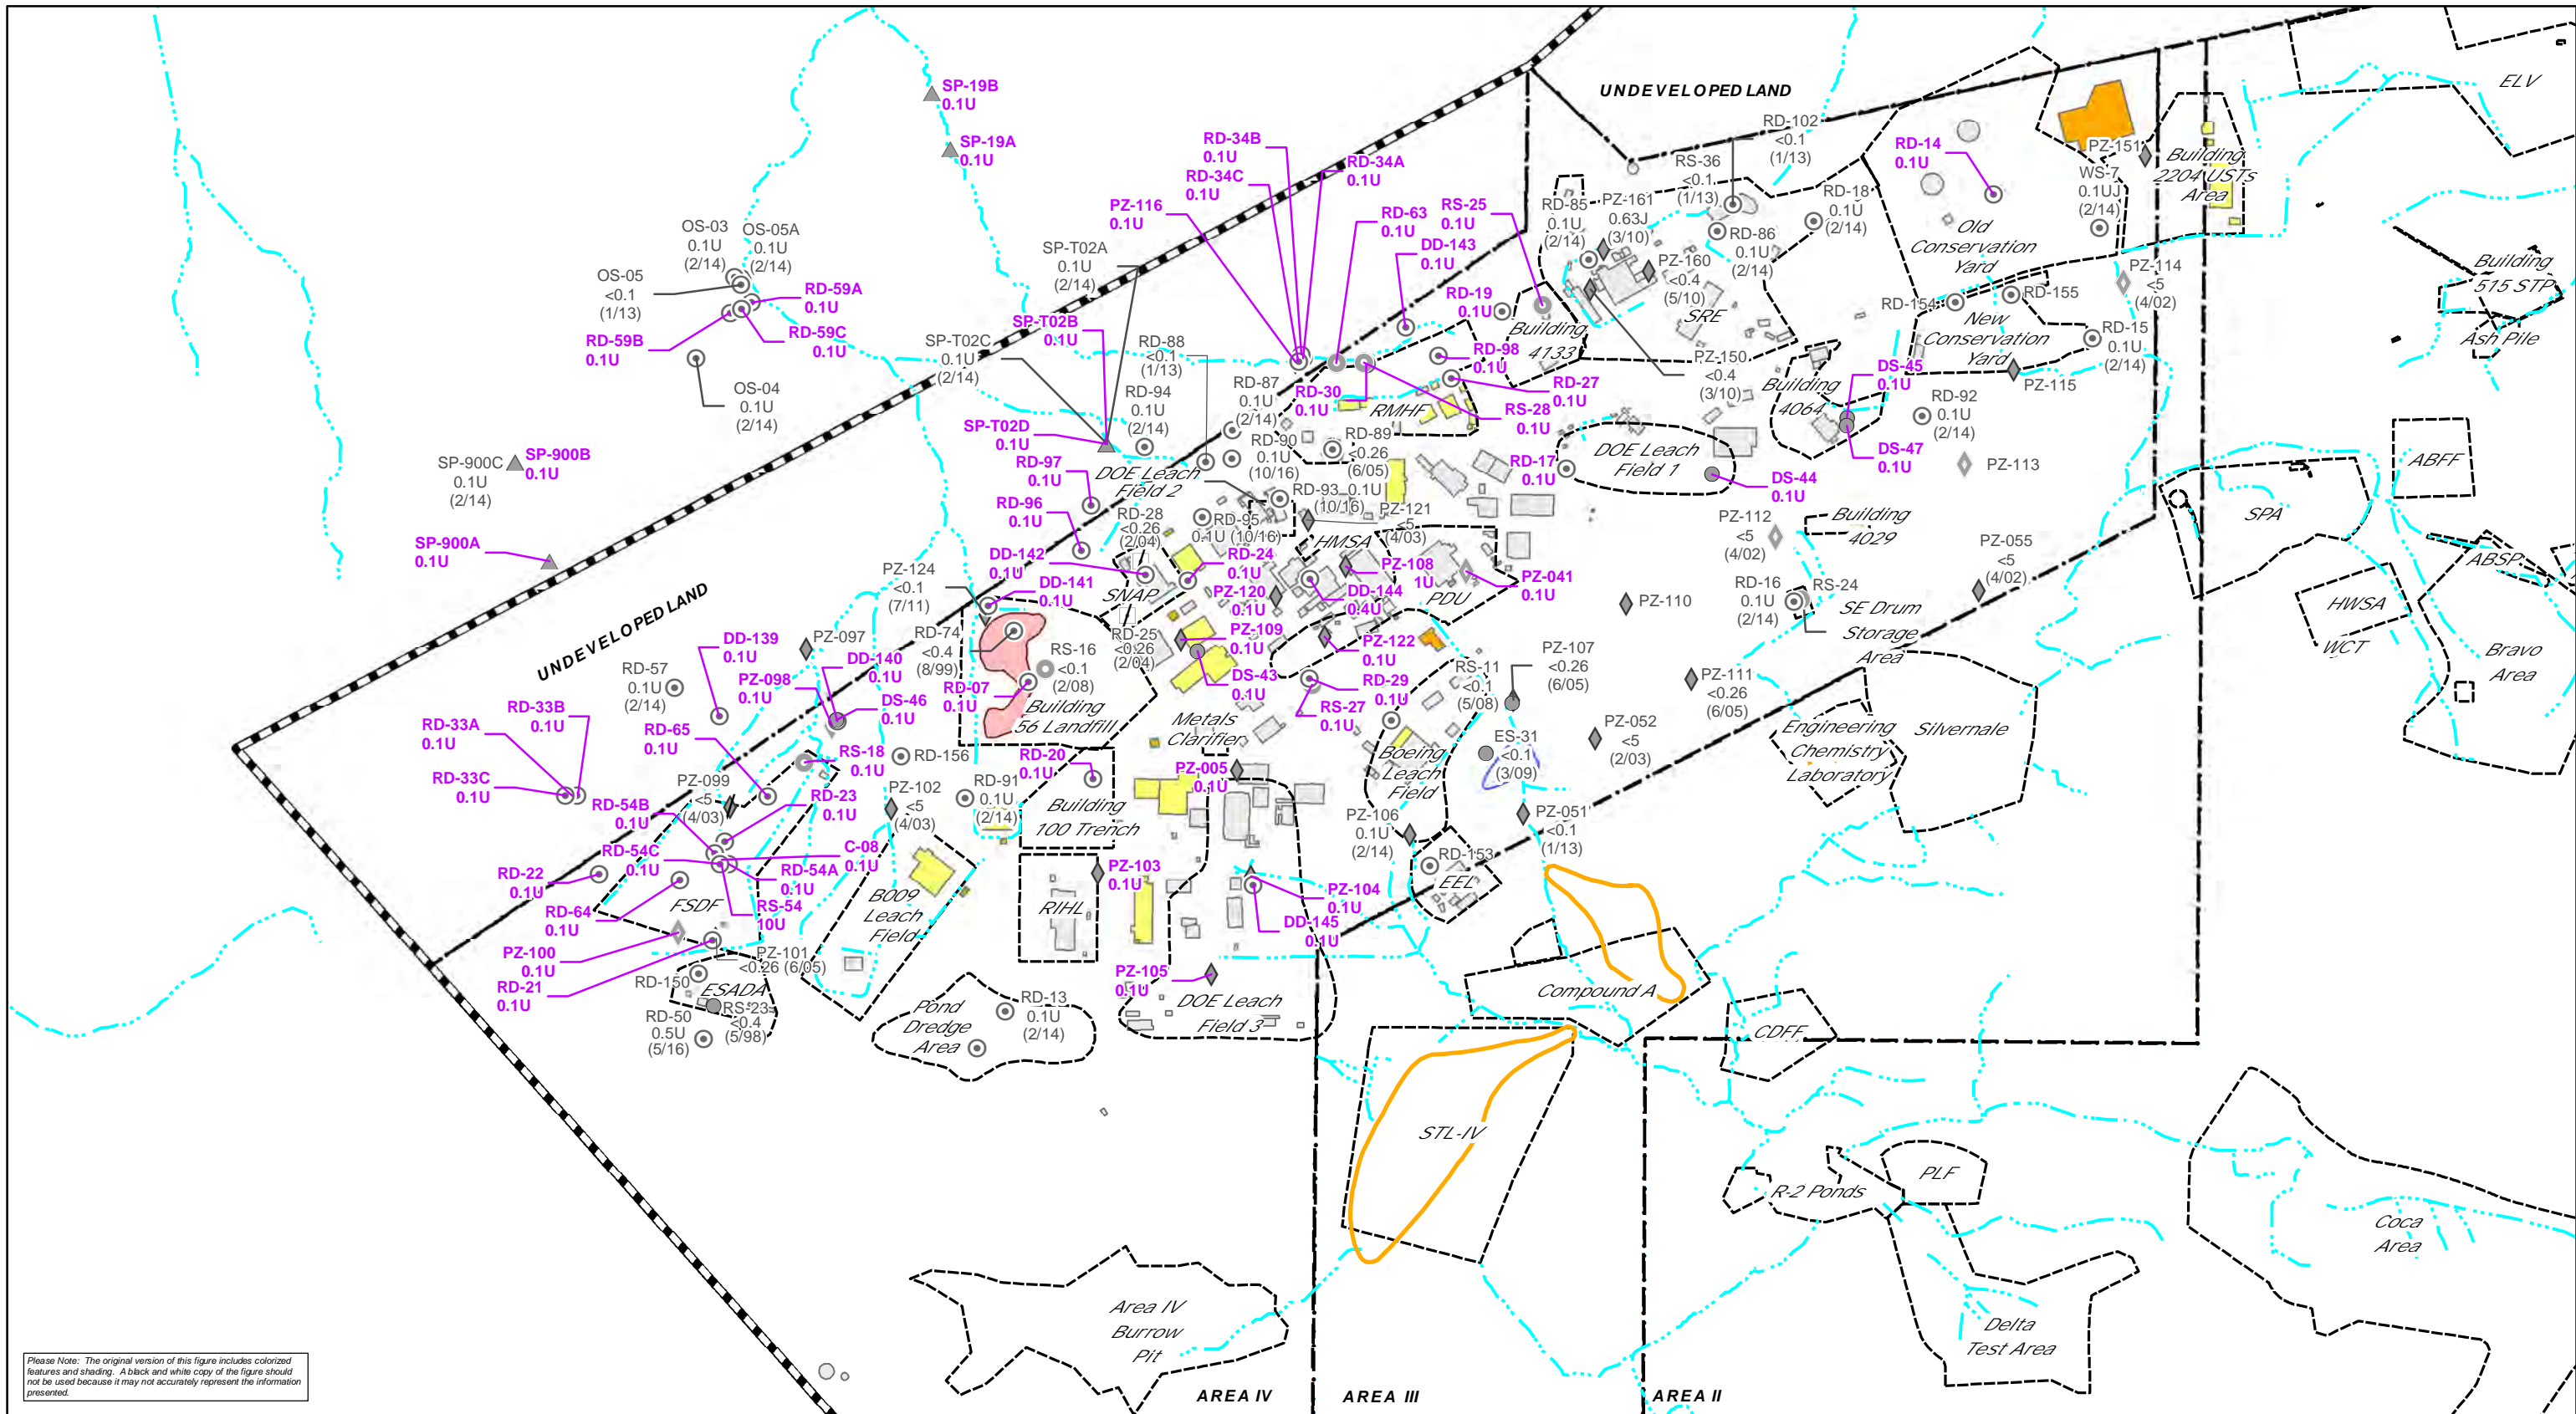 SP-19B
0.1U
SP-19A
0.1U
UNDEVELOPED LAND
ELV
RD-34B
0.1U
RD-34C
0.1U
RD-34A
0.1U
PZ-116
0.1U
RD-63
0.1U
DD-143
0.1U
RS-25
0.1U
RD-19
0.1U
RD-102
<0.1
(1/13)
RS-36
<0.1
(1/13)
RD-85
0.1U
(2/14)
PZ-161
0.63J
(3/10)
RD-18
0.1U
(2/14)
RD-86
0.1U
(2/14)
PZ-160
<0.4
(5/10)
SRE
PZ-150
<0.4
(3/10)
RD-14
0.1U
PZ-151
WS-7
0.1UJ
(2/14)
Building
2204 USTs
Area
Old
Conservation
Yard
PZ-114
<5
(4/02)
RD-154
RD-155
New
Conservation
Yard
RD-15
0.1U
(2/14)
PZ-115
Building
515 STP
Ash Pile
OS-03
0.1U
(2/14)
OS-05A
0.1U
(2/14)
OS-05
<0.1
(1/13)
RD-59A
0.1U
RD-59B
0.1U
RD-59C
0.1U
OS-04
0.1U
(2/14)
SP-T02A
0.1U
(2/14)
SP-T02B
0.1U
SP-T02C
0.1U
(2/14)
SP-T02D
0.1U
RD-88
<0.1
(1/13)
RD-94
0.1U
(2/14)
RD-87
0.1U
(2/14)
RD-90
0.1U
(10/16)
RD-89
<0.26
(6/05)
RD-30
0.1U
RMHF
RD-98
0.1U
RD-27
0.1U
RS-28
0.1U
Building
4133
Building
4064
DS-45
0.1U
DS-47
0.1U
RD-92
0.1U
(2/14)
PZ-113
RD-17
0.1U
DOE Leach
Field 1
DS-44
0.1U
ABFF
SPA
SP-900C
0.1U
(2/14)
SP-900B
0.1U
SP-900A
0.1U
RD-97
0.1U
DOE Leach
Field 2
RD-96
0.1U
RD-28
<0.26
(2/04)
RD-95
0.1U (10/16)
RD-93 0.1U
(10/16)
PZ-121
<5
(4/03)
HMSA
DD-142
0.1U
RD-24
0.1U
PZ-108
1U
PZ-120
0.1U
DD-144
0.4U
PDU
PZ-041
0.1U
PZ-112
<5
(4/02)
Building
4029
PZ-055
<5
(4/02)
RD-16
0.1U
(2/14)
RS-24
SE Drum
Storage
Area
PZ-110
ABSP
HWSA
WCT
Bravo
Area
PZ-124
<0.1
(7/11)
DD-141
0.1U
SNAP
RD-74
<0.4
(8/99)
RS-16
<0.1
(2/08)
RD-25
<0.26
(2/04)
PZ-109
0.1U
PZ-122
0.1U
DS-43
0.1U
RD-29
0.1U
RS-27
0.1U
RS-11
<0.1
(5/08)
PZ-107
<0.26
(6/05)
PZ-111
<0.26
(6/05)
PZ-052
<5
(2/03)
ES-31
<0.1
(3/09)
UNDEVELOPED LAND
RD-57
0.1U
(2/14)
DD-139
0.1U
PZ-097
DD-140
0.1U
PZ-098
0.1U
DS-46
0.1U
RD-07
0.1U
Building
56 Landfill
Metals
Clarifier
RD-33A
0.1U
RD-33B
0.1U
RD-33C
0.1U
RD-65
0.1U
RS-18
0.1U
RD-156
RD-20
0.1U
PZ-005
0.1U
Boeing
Leach
Field
Engineering
Chemistry
Laboratory
Silvernale
PZ-099
<5
(4/03)
RD-54B
0.1U
RD-23
0.1U
PZ-102
<5
(4/03)
RD-91
0.1U
(2/14)
Building
100 Trench
PZ-106
0.1U
(2/14)
PZ-051
<0.1
(1/13)
RD-153
EEL
RD-54C
0.1U
C-08
0.1U
RD-54A
0.1U
RS-54
10U
RD-22
0.1U
RD-64
0.1U
FSDF
B009
Leach
Field
RIHL
PZ-103
0.1U
PZ-104
0.1U
DD-145
0.1U
PZ-100
0.1U
RD-21
0.1U
PZ-101
<0.26 (6/05)
RD-150
ESADA
RS-23
<0.4
(5/98)
RD-50
0.5U
(5/16)
Pond
Dredge
Area
RD-13
0.1U
(2/14)
PZ-105
0.1U
DOE Leach
Field 3
Compound A
CDFF
STL-IV
R-2 Ponds
PLF
Coca
Area
Delta
Test Area
Area IV
Burrow
Pit
AREA IV
AREA III
AREA II
Please Note: The original version of this figure includes colorized
features and shading. A black and white copy of the figure should
not be used because it may not accurately represent the information
presented.